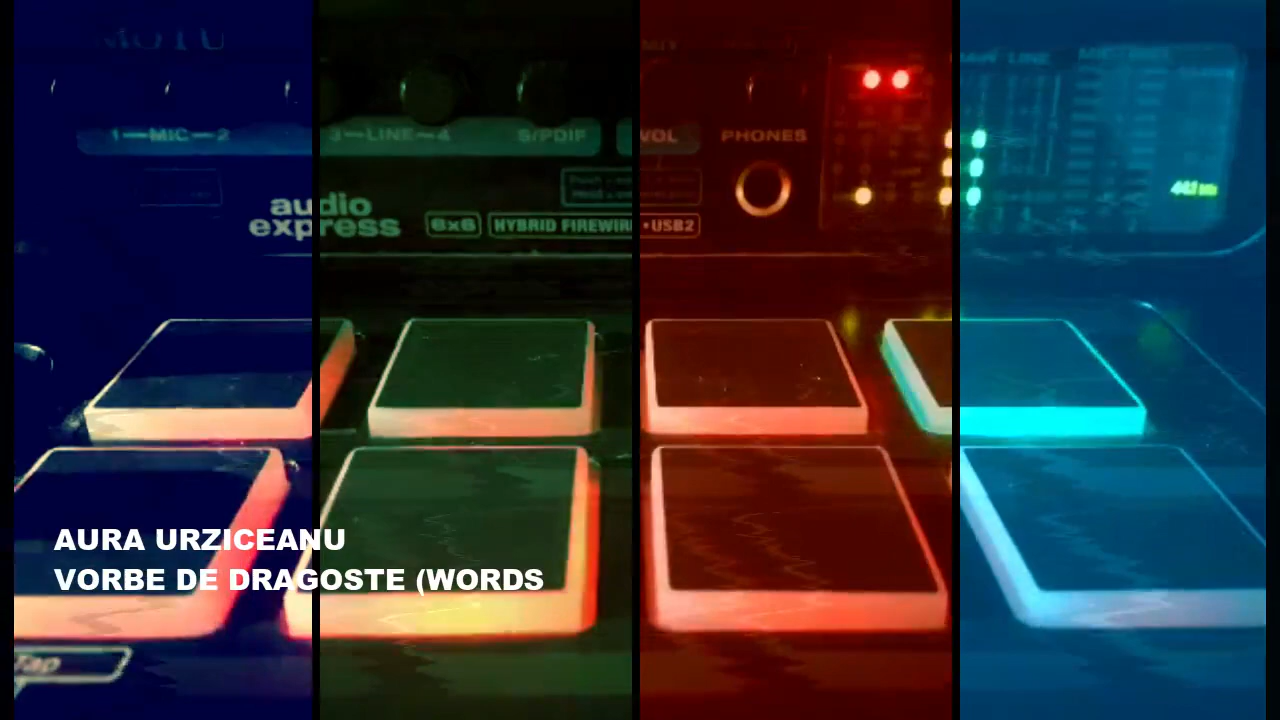 MOTU
1—MIC—2
3—LINE—4
S/PDIF
VOL
PHONES
audio
express
6x6
HYBRID FIREWIRE • USB2
AURA URZICEANU
VORBE DE DRAGOSTE (WORDS
Tap